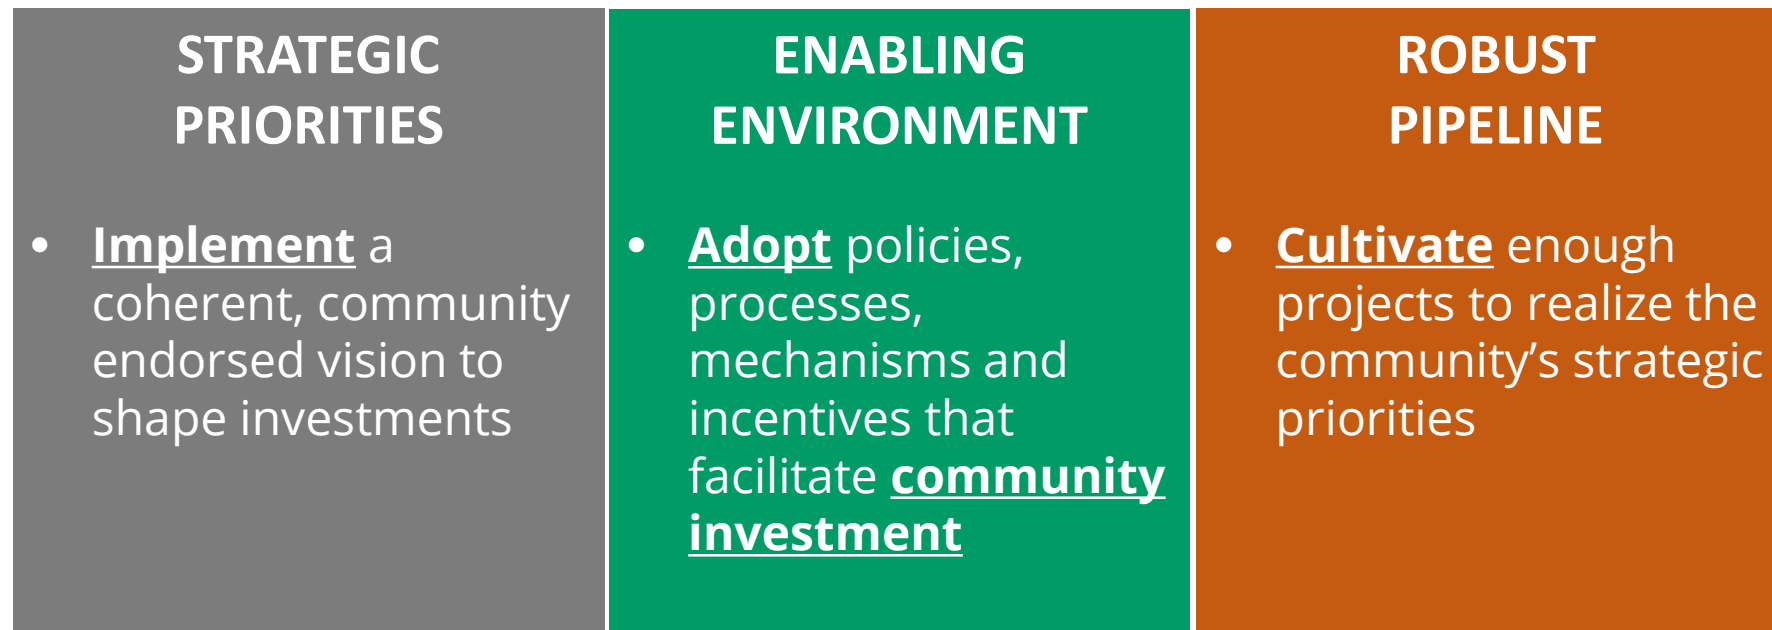 STRATEGIC
PRIORITIES
• Implement a
coherent, community
endorsed vision to
shape investments
ENABLING
ENVIRONMENT
• Adopt policies,
processes,
mechanisms and
incentives that
facilitate community
investment
ROBUST
PIPELINE
• Cultivate enough
projects to realize the
community’s strategic
priorities